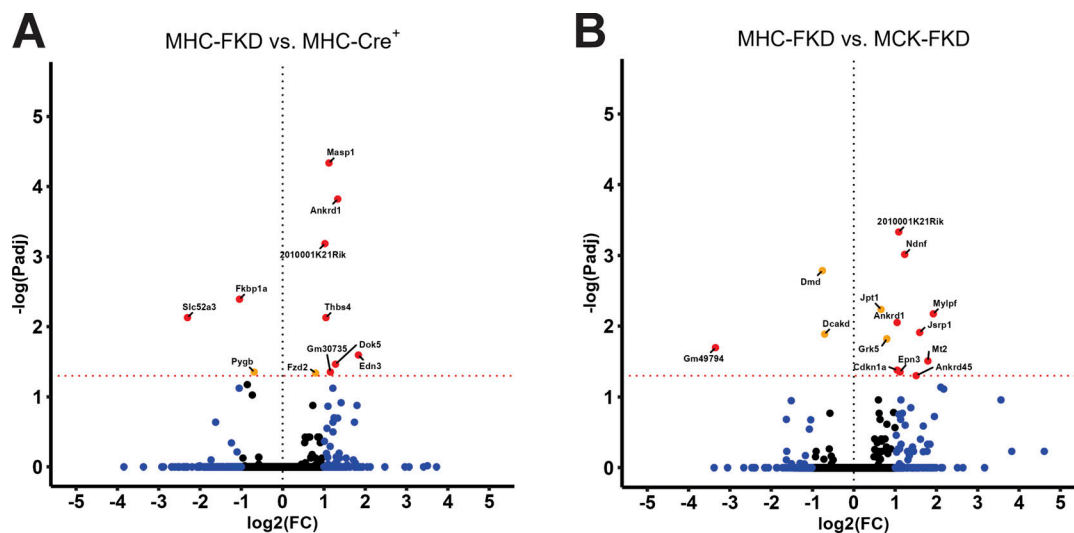 A
MHC-FKD vs. MHC-Cre+
-log(Padj)
5
4
3
2
1
0
Masp1
Ankrd1
2010001K21Rik
Fkbp1a
Slc52a3
Thbs4
Gm30735
Dok5
Pygb
Fzd2
Edn3
-5 -4 -3 -2 -1 0 1 2 3 4 5
log2(FC)
B
MHC-FKD vs. MCK-FKD
-log(Padj)
5
4
3
2
1
0
2010001K21Rik
Ndnf
Dmd
Jpt1
Mylpf
Ankrd1
Dcakd
Jsrp1
Grk5
Mt2
Gm49794
Epn3
Cdkn1a
Ankrd45
-5 -4 -3 -2 -1 0 1 2 3 4 5
log2(FC)